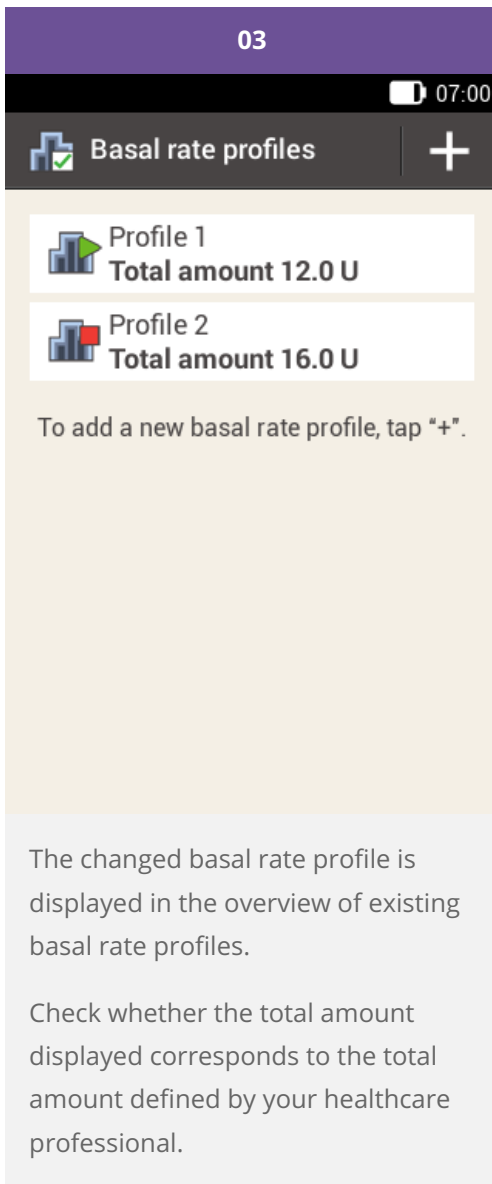 03
07:00
Basal rate profiles
Profile 1
Total amount 12.0 U
Profile 2
Total amount 16.0 U
To add a new basal rate profile, tap “+”.
The changed basal rate profile is
displayed in the overview of existing
basal rate profiles.
Check whether the total amount
displayed corresponds to the total
amount defined by your healthcare
professional.